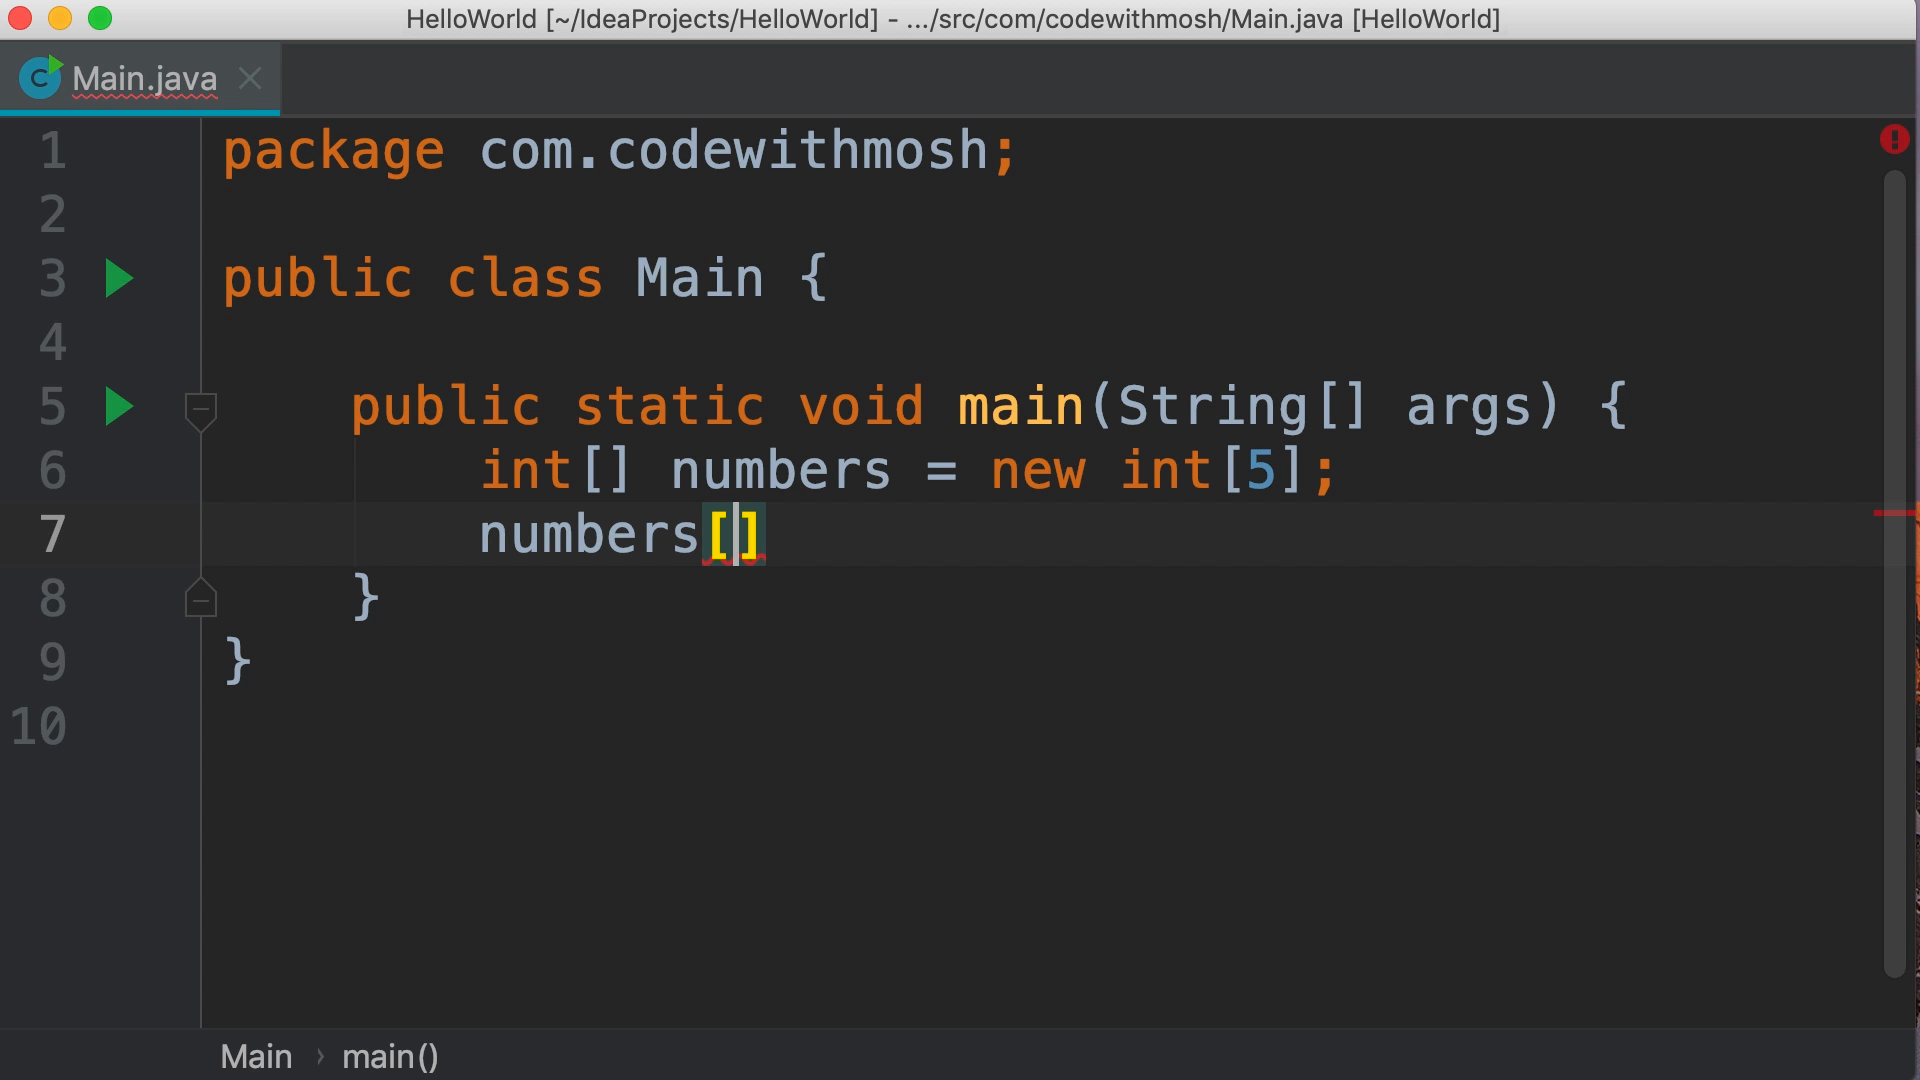 HelloWorld [~/IdeaProjects/HelloWorld] - .../src/com/codewithmosh/Main.java [HelloWorld]
Main.java
1 package com.codewithmosh;
2
3 public class Main {
4
5 public static void main(String[] args) {
6 int[] numbers = new int[5];
7 numbers[]
8 }
9 }
10
Main › main()